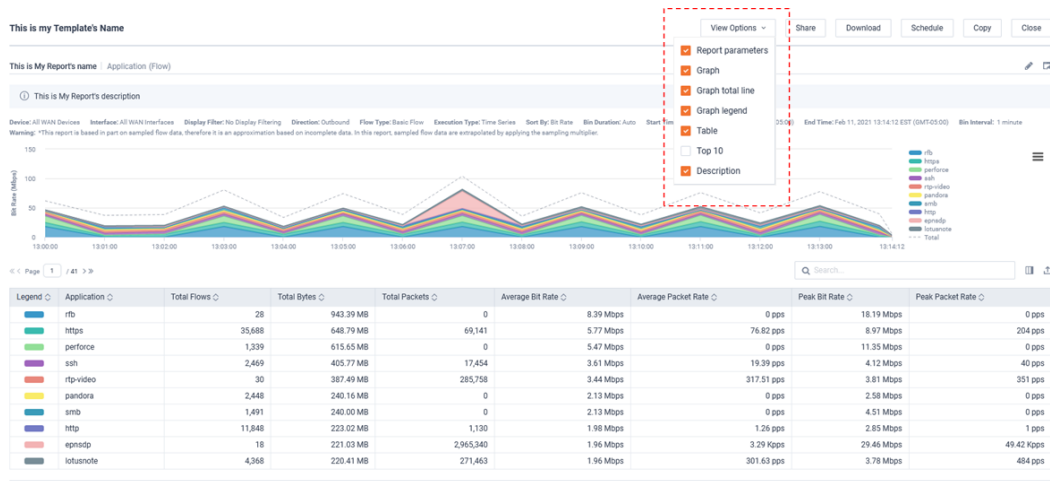 This is my Template's Name
View Options
Share
Download
Schedule
Copy
Close
Report parameters
Graph
Graph total line
Graph legend
Table
Top 10
Description
This is My Report's name | Application (Flow)
This is My Report's description
Device: All WAN Devices Interface: All WAN Interfaces Display Filter: No Display Filtering Direction: Outbound Flow Type: Basic Flow Execution Type: Time Series Sort By: Bit Rate Bin Duration: Auto Start Tim 05:00) End Time: Feb 11, 2021 13:14:12 EST (GMT-05:00) Bin Interval: 1 minute
Warning: *This report is based in part on sampled flow data, therefore it is an approximation based on incomplete data. In this report, sampled flow data are extrapolated by applying the sampling multiplier.
Bit Rate (Mbps)
150
100
50
0
13:00:00 13:01:00 13:02:00 13:03:00 13:04:00 13:05:00 13:06:00 13:07:00 13:08:00 13:09:00 13:10:00 13:11:00 13:12:00 13:13:00 13:14:12
rfb
https
perforce
ssh
rtp-video
pandora
smb
http
epnsdp
lotusnote
Total
Page 1 / 41
Search...
Legend Application Total Flows Total Bytes Total Packets Average Bit Rate Average Packet Rate Peak Bit Rate Peak Packet Rate
rfb 28 943.39 MB 0 8.39 Mbps 0 pps 18.19 Mbps 0 pps
https 35,688 648.79 MB 69,141 5.77 Mbps 76.82 pps 8.97 Mbps 204 pps
perforce 1,339 615.65 MB 0 5.47 Mbps 0 pps 11.35 Mbps 0 pps
ssh 2,469 405.77 MB 17,454 3.61 Mbps 19.39 pps 4.12 Mbps 40 pps
rtp-video 30 387.49 MB 285,758 3.44 Mbps 317.51 pps 3.81 Mbps 351 pps
pandora 2,448 240.16 MB 0 2.13 Mbps 0 pps 2.58 Mbps 0 pps
smb 1,491 240.00 MB 0 2.13 Mbps 0 pps 4.51 Mbps 0 pps
http 11,848 223.02 MB 1,130 1.98 Mbps 1.26 pps 2.85 Mbps 1 pps
epnsdp 18 221.03 MB 2,965,340 1.96 Mbps 3.29 Kpps 29.46 Mbps 49.42 Kpps
lotusnote 4,368 220.41 MB 271,463 1.96 Mbps 301.63 pps 3.78 Mbps 484 pps